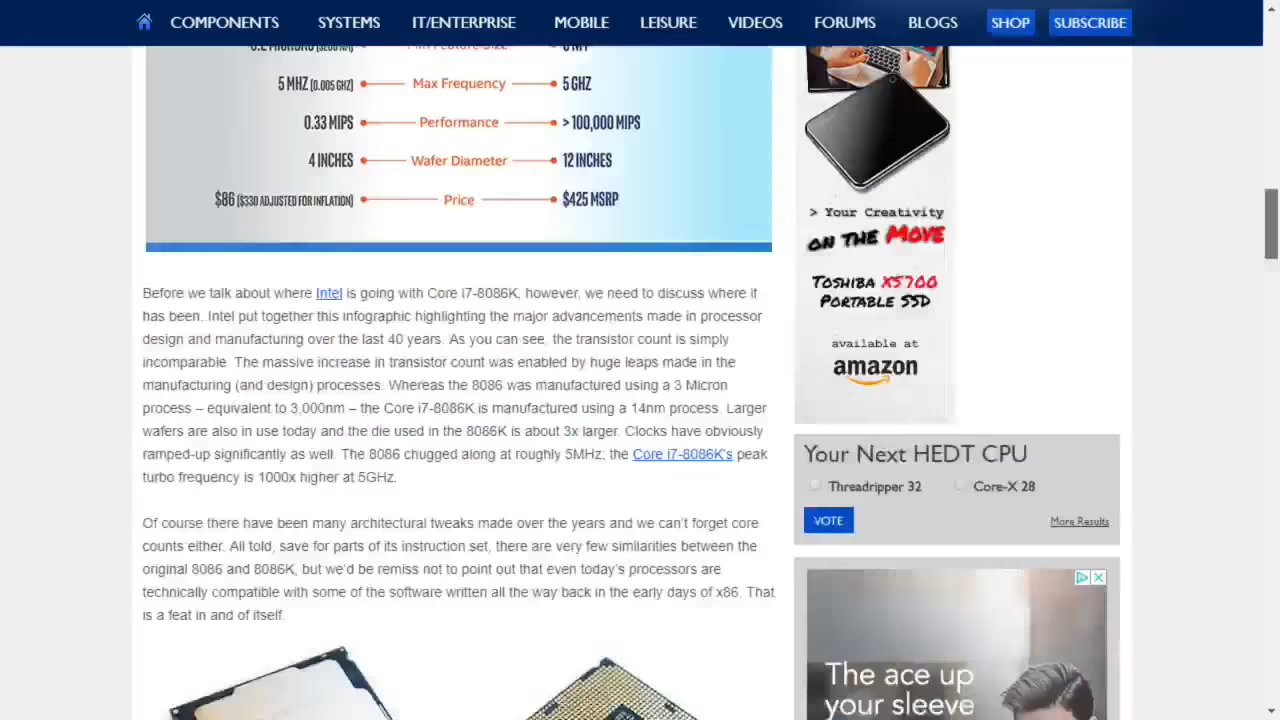 COMPONENTS SYSTEMS IT/ENTERPRISE MOBILE LEISURE VIDEOS FORUMS BLOGS SHOP SUBSCRIBE
5 MHZ (0.005 GHZ) Max Frequency 5 GHZ
0.33 MIPS Performance > 100,000 MIPS
4 INCHES Wafer Diameter 12 INCHES
$86 ($330 ADJUSTED FOR INFLATION) Price $425 MSRP
Before we talk about where Intel is going with Core i7-8086K, however, we need to discuss where it
has been. Intel put together this infographic highlighting the major advancements made in processor
design and manufacturing over the last 40 years. As you can see, the transistor count is simply
incomparable. The massive increase in transistor count was enabled by huge leaps made in the
manufacturing (and design) processes. Whereas the 8086 was manufactured using a 3 Micron
process – equivalent to 3,000nm – the Core i7-8086K is manufactured using a 14nm process. Larger
wafers are also in use today and the die used in the 8086K is about 3x larger. Clocks have obviously
ramped-up significantly as well. The 8086 chugged along at roughly 5MHz; the Core i7-8086K's peak
turbo frequency is 1000x higher at 5GHz.
Of course there have been many architectural tweaks made over the years and we can't forget core
counts either. All told, save for parts of its instruction set, there are very few similarities between the
original 8086 and 8086K, but we'd be remiss not to point out that even today's processors are
technically compatible with some of the software written all the way back in the early days of x86. That
is a feat in and of itself.
> Your Creativity
ON THE MOVE
TOSHIBA X5700
PORTABLE SSD
available at
amazon
Your Next HEDT CPU
Threadripper 32 Core-X 28
VOTE More Results
The ace up
your sleeve